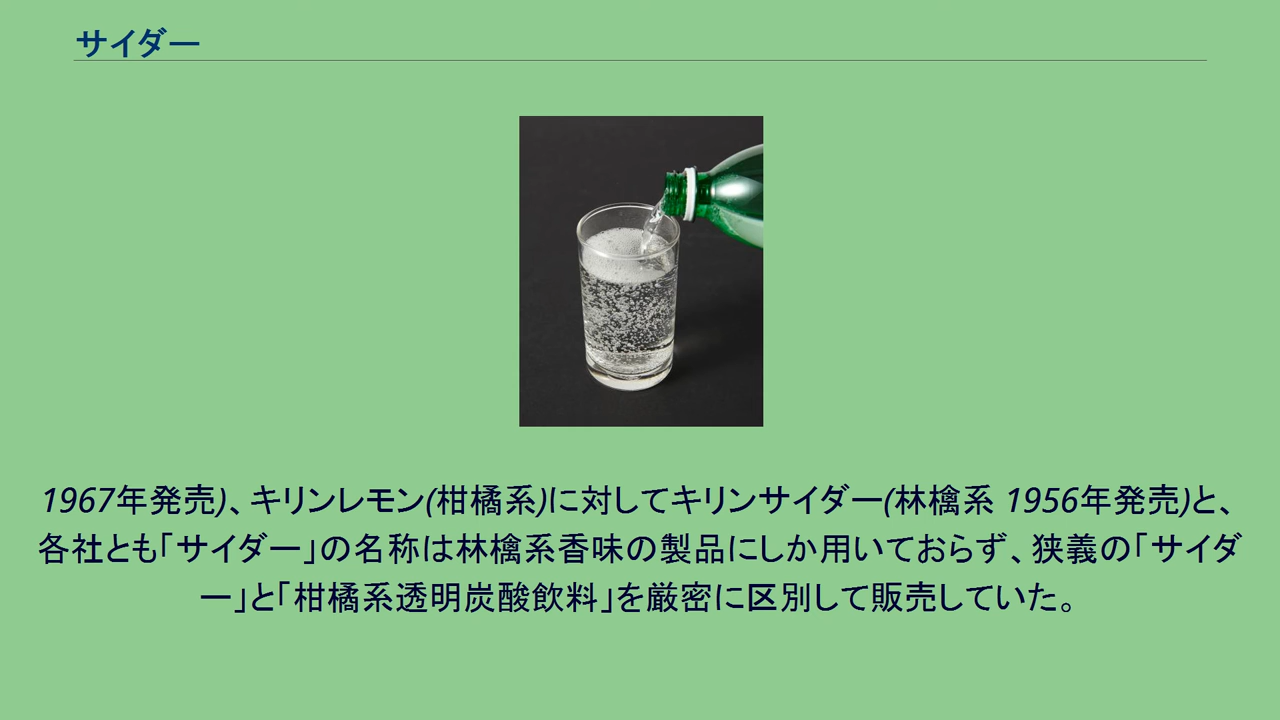 サイダー
1967年発売)、キリンレモン(柑橘系)に対してキリンサイダー(林檎系 1956年発売)と、
各社とも「サイダー」の名称は林檎系香味の製品にしか用いておらず、狭義の「サイダ
ー」と「柑橘系透明炭酸飲料」を厳密に区別して販売していた。